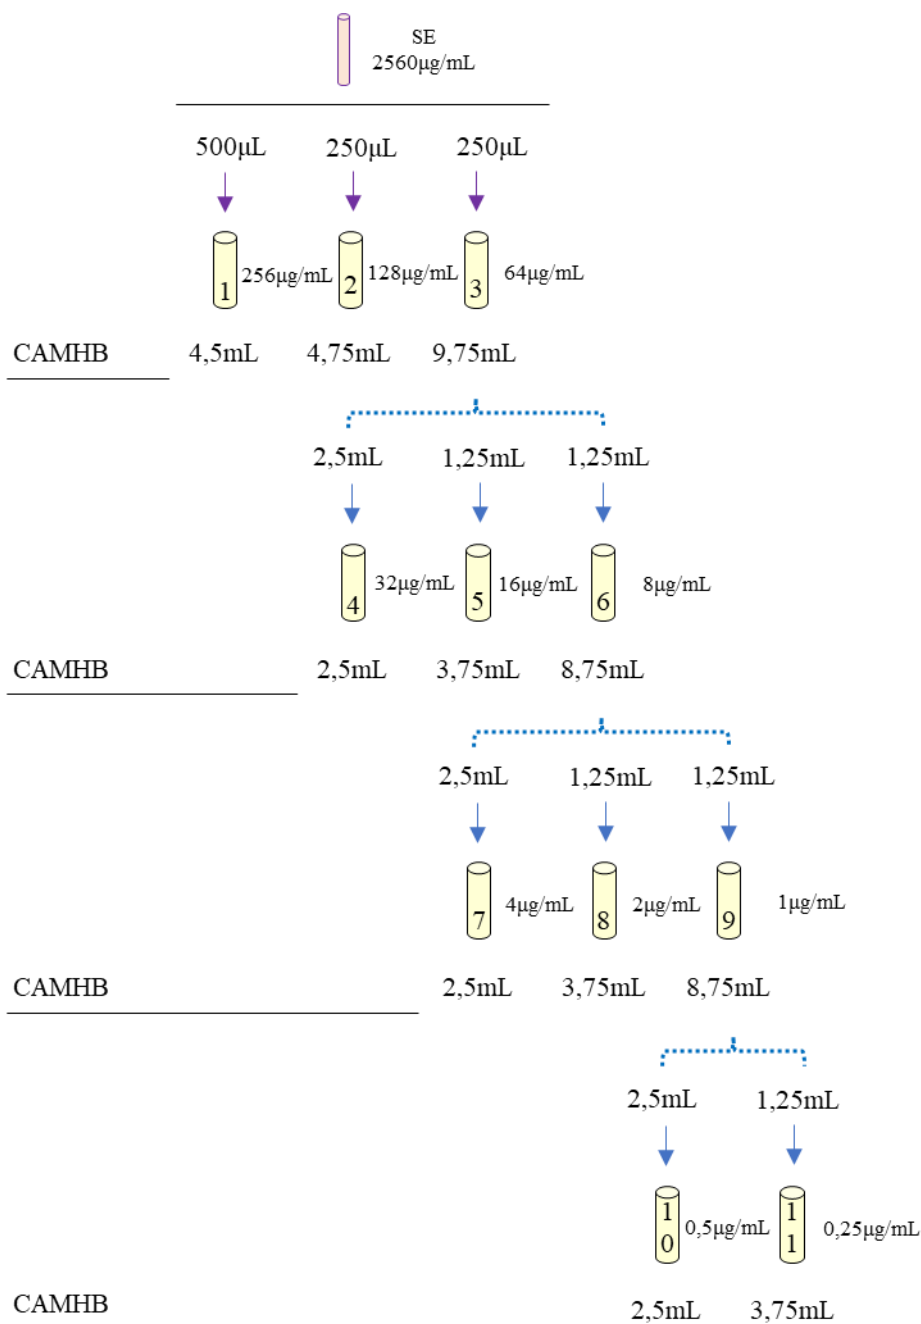 SE
2560µg/mL
500µL 250µL 250µL
1 256µg/mL 2 128µg/mL 3 64µg/mL
CAMHB 4,5mL 4,75mL 9,75mL
2,5mL 1,25mL 1,25mL
4 32µg/mL 5 16µg/mL 6 8µg/mL
CAMHB 2,5mL 3,75mL 8,75mL
2,5mL 1,25mL 1,25mL
7 4µg/mL 8 2µg/mL 9 1µg/mL
CAMHB 2,5mL 3,75mL 8,75mL
2,5mL 1,25mL
10 0,5µg/mL 11 0,25µg/mL
CAMHB 2,5mL 3,75mL